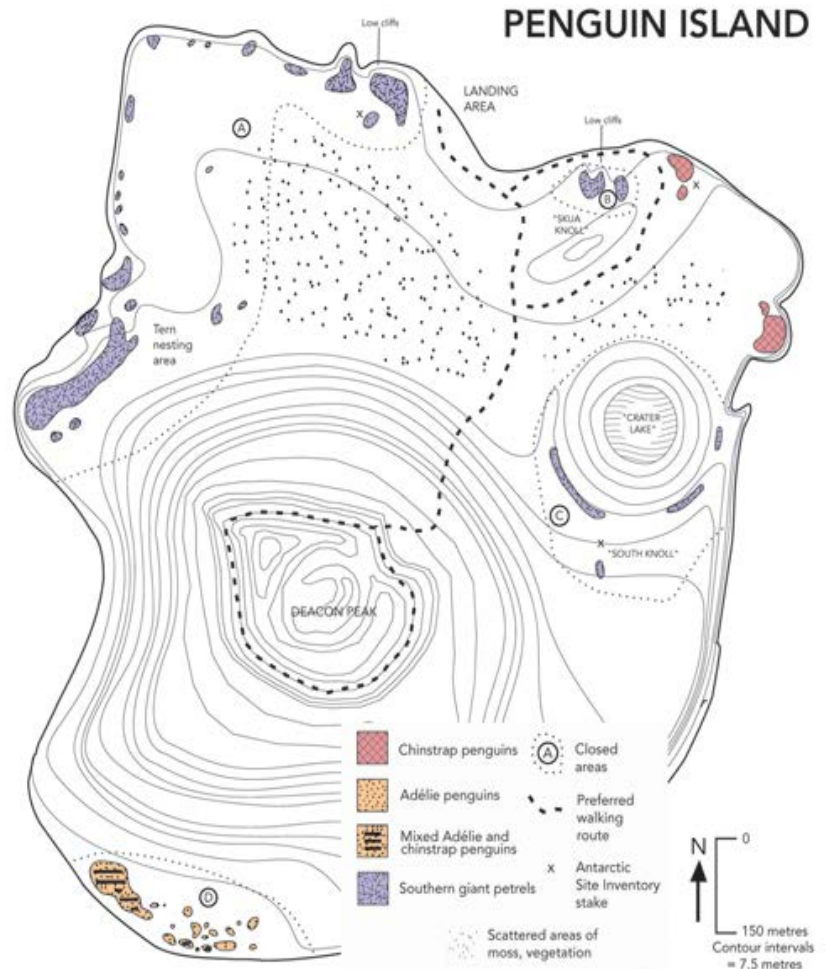 PENGUIN ISLAND
Low cliffs
LANDING
AREA
Low cliffs
A
x
x
B
"SKUA
KNOLL"
Tern
nesting
area
"CRATER
LAKE"
C
x
"SOUTH KNOLL"
DEACON PEAK
D
Chinstrap penguins
Adélie penguins
Mixed Adélie and
chinstrap penguins
Southern giant petrels
A
Closed
areas
Preferred
walking
route
x
Antarctic
Site Inventory
stake
Scattered areas of
moss, vegetation
N
0
150 metres
Contour intervals
= 7.5 metres